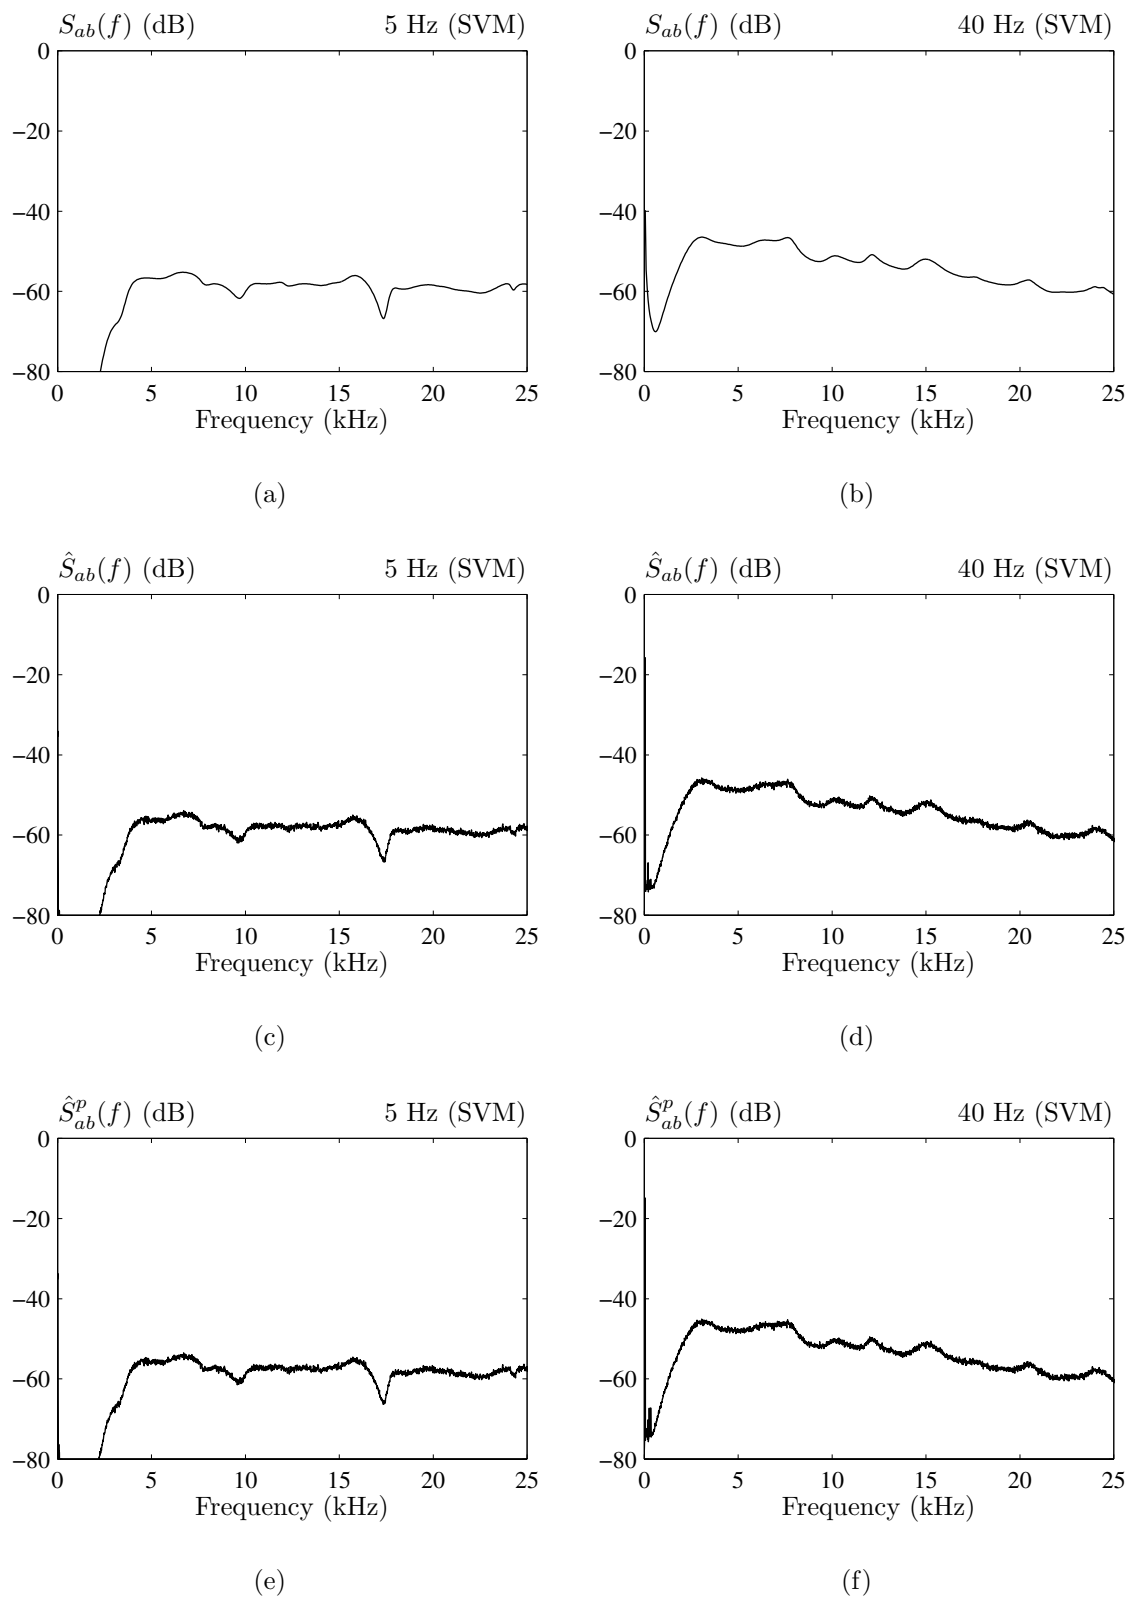 S_ab(f) (dB) 5 Hz (SVM)
0
−20
−40
−60
−80
0 5 10 15 20 25
Frequency (kHz)
(a)
S_ab(f) (dB) 40 Hz (SVM)
0
−20
−40
−60
−80
0 5 10 15 20 25
Frequency (kHz)
(b)
Ŝ_ab(f) (dB) 5 Hz (SVM)
0
−20
−40
−60
−80
0 5 10 15 20 25
Frequency (kHz)
(c)
Ŝ_ab(f) (dB) 40 Hz (SVM)
0
−20
−40
−60
−80
0 5 10 15 20 25
Frequency (kHz)
(d)
Ŝ^p_ab(f) (dB) 5 Hz (SVM)
0
−20
−40
−60
−80
0 5 10 15 20 25
Frequency (kHz)
(e)
Ŝ^p_ab(f) (dB) 40 Hz (SVM)
0
−20
−40
−60
−80
0 5 10 15 20 25
Frequency (kHz)
(f)